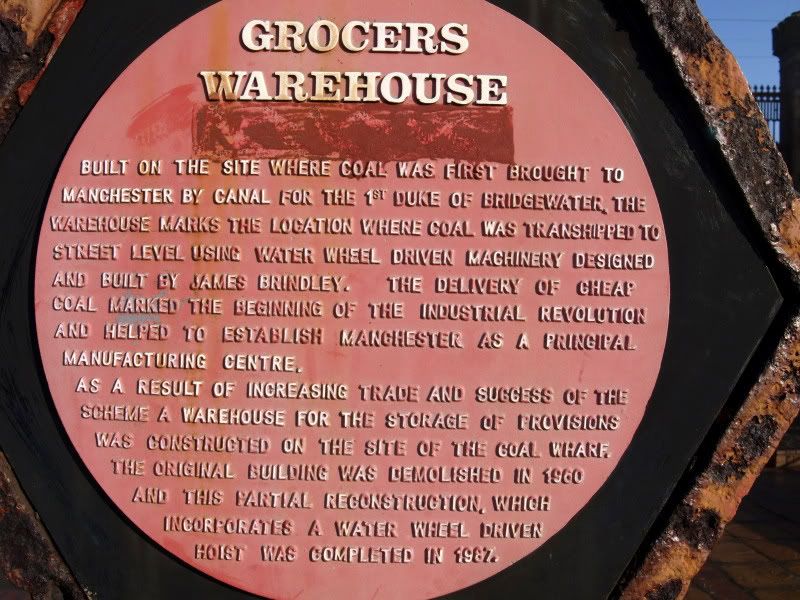 GROCERS
WAREHOUSE
BUILT ON THE SITE WHERE COAL WAS FIRST BROUGHT TO
MANCHESTER BY CANAL FOR THE 1ST DUKE OF BRIDGEWATER, THE
WAREHOUSE MARKS THE LOCATION WHERE COAL WAS TRANSHIPPED TO
STREET LEVEL USING WATER WHEEL DRIVEN MACHINERY DESIGNED
AND BUILT BY JAMES BRINDLEY. THE DELIVERY OF CHEAP
COAL MARKED THE BEGINNING OF THE INDUSTRIAL REVOLUTION
AND HELPED TO ESTABLISH MANCHESTER AS A PRINCIPAL
MANUFACTURING CENTRE.
AS A RESULT OF INCREASING TRADE AND SUCCESS OF THE
SCHEME A WAREHOUSE FOR THE STORAGE OF PROVISIONS
WAS CONSTRUCTED ON THE SITE OF THE COAL WHARF.
THE ORIGINAL BUILDING WAS DEMOLISHED IN 1960
AND THIS PARTIAL RECONSTRUCTION, WHICH
INCORPORATES A WATER WHEEL DRIVEN
HOIST WAS COMPLETED IN 1987.